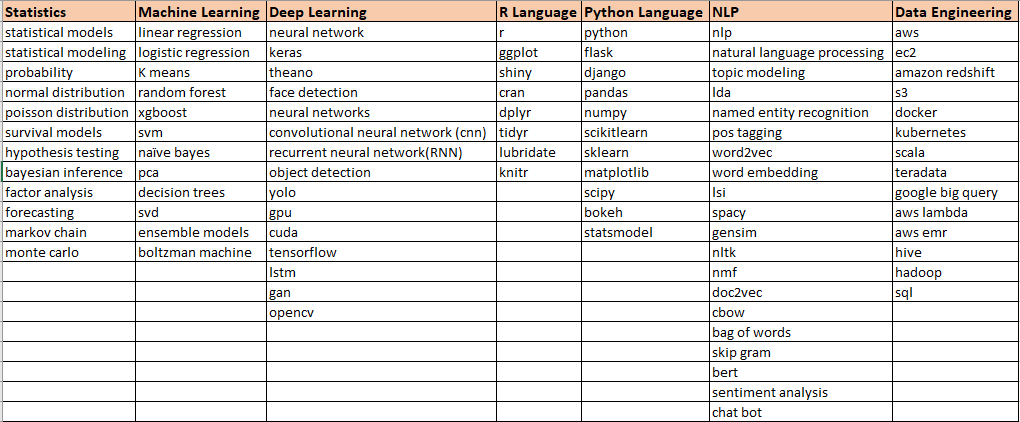 Statistics Machine Learning Deep Learning R Language Python Language NLP Data Engineering
statistical models linear regression neural network r python nlp aws
statistical modeling logistic regression keras ggplot flask natural language processing ec2
probability K means theano shiny django topic modeling amazon redshift
normal distribution random forest face detection cran pandas lda s3
poisson distribution xgboost neural networks dplyr numpy named entity recognition docker
survival models svm convolutional neural network (cnn) tidyr scikitlearn pos tagging kubernetes
hypothesis testing naïve bayes recurrent neural network(RNN) lubridate sklearn word2vec scala
bayesian inference pca object detection knitr matplotlib word embedding teradata
factor analysis decision trees yolo scipy lsi google big query
forecasting svd gpu bokeh spacy aws lambda
markov chain ensemble models cuda statsmodel gensim aws emr
monte carlo boltzman machine tensorflow nltk hive
lstm nmf hadoop
gan doc2vec sql
opencv cbow
bag of words
skip gram
bert
sentiment analysis
chat bot